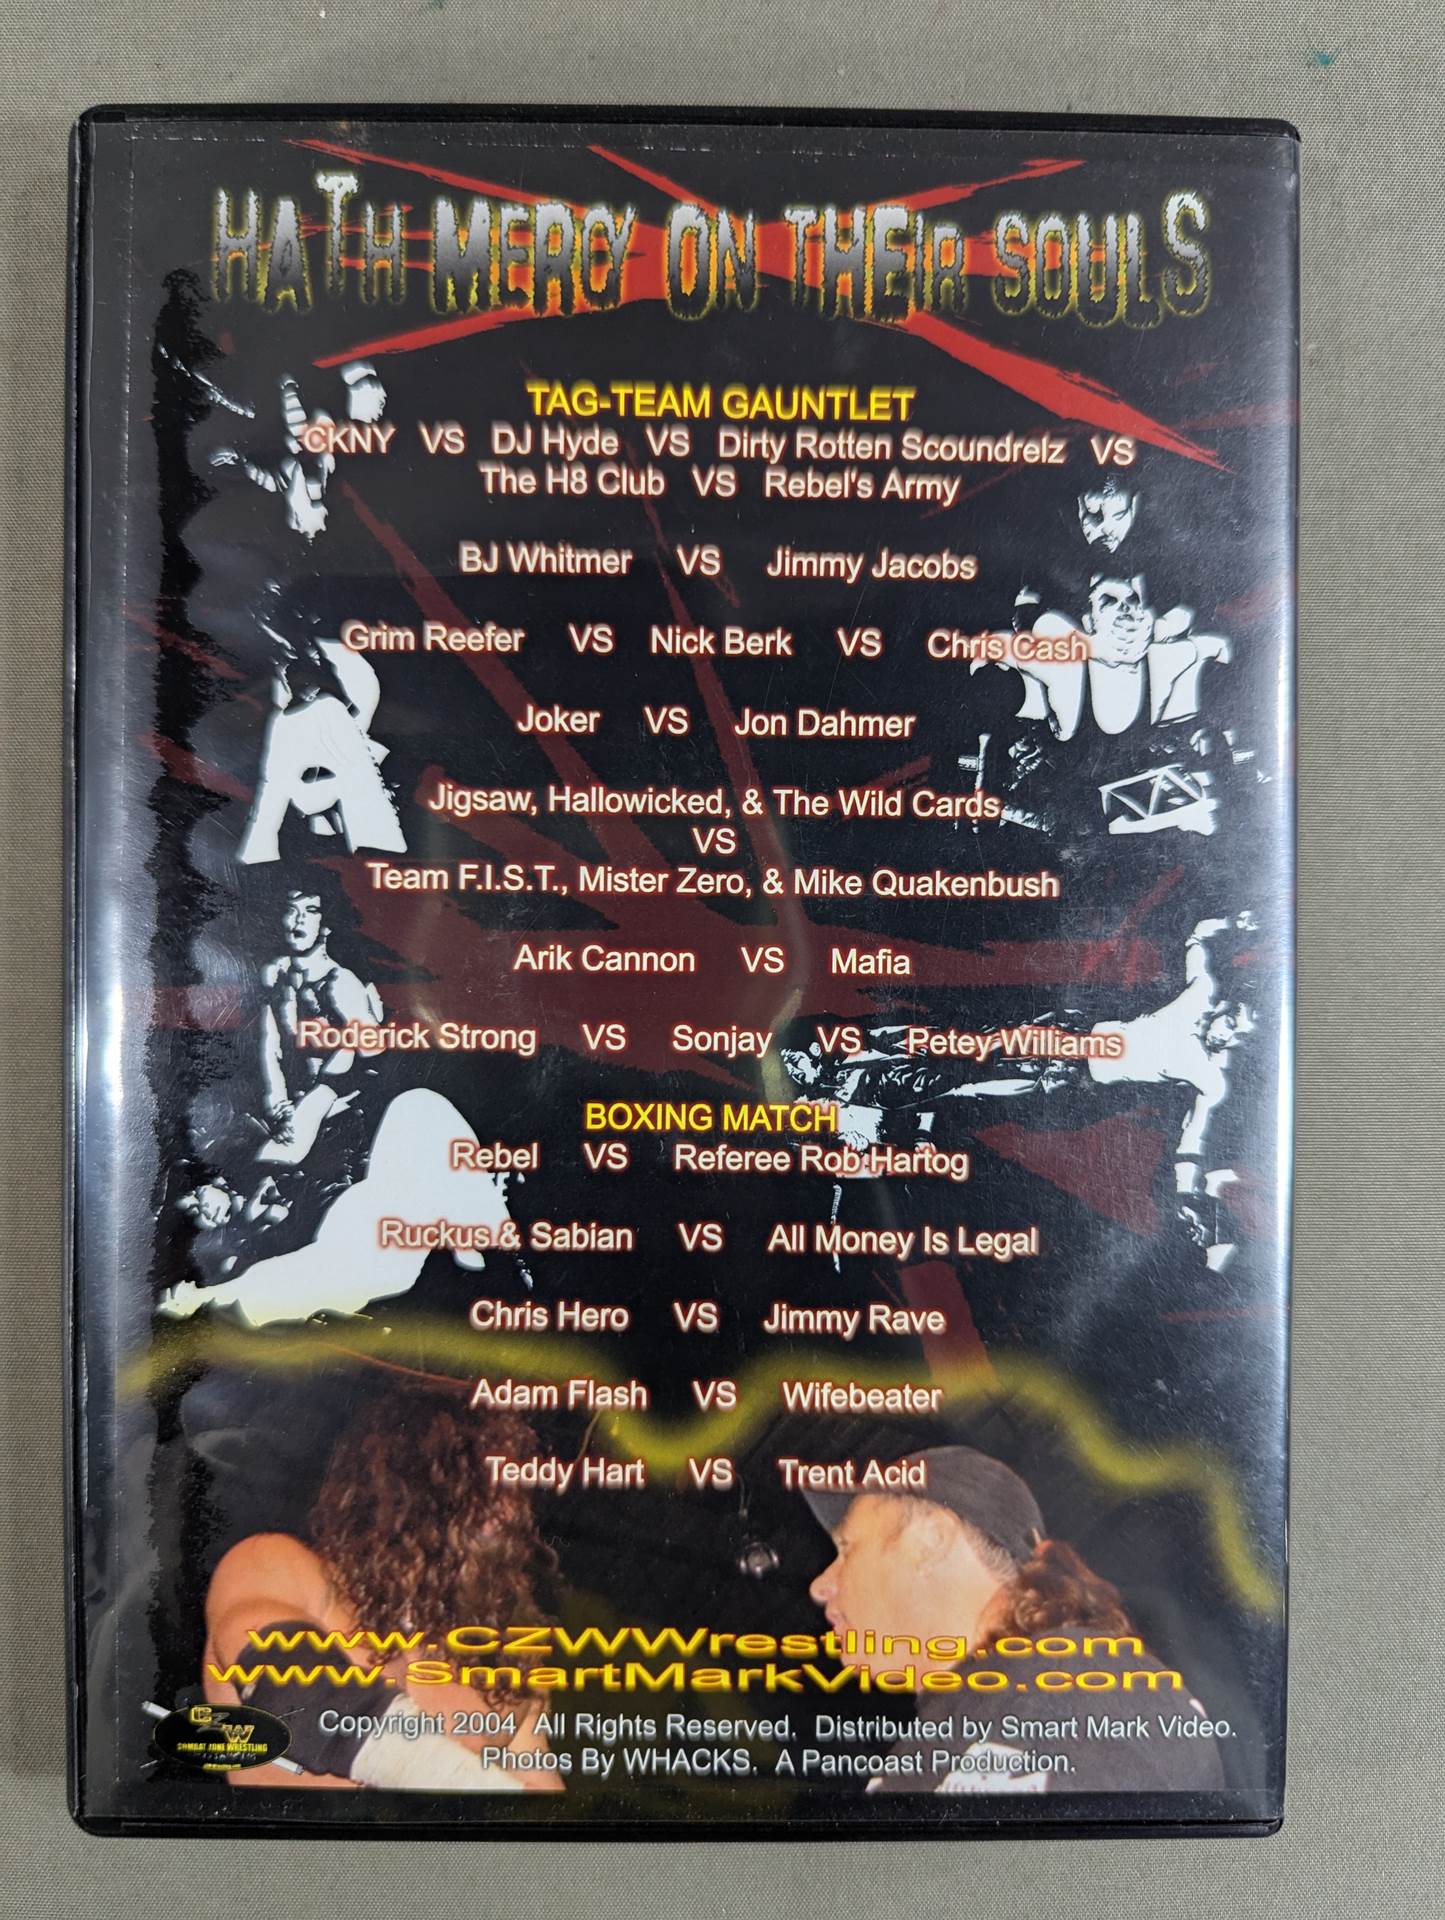 HATH MERCY ON THEIR SOULS
TAG-TEAM GAUNTLET
CKNY VS DJ Hyde VS Dirty Rotten Scoundrelz VS
The H8 Club VS Rebel's Army
BJ Whitmer VS Jimmy Jacobs
Grim Reefer VS Nick Berk VS Chris Cash
Joker VS Jon Dahmer
Jigsaw, Hallowicked, & The Wild Cards
VS
Team F.I.S.T., Mister Zero, & Mike Quakenbush
Arik Cannon VS Mafia
Roderick Strong VS Sonjay VS Petey Williams
BOXING MATCH
Rebel VS Referee Rob Hartog
Ruckus & Sabian VS All Money Is Legal
Chris Hero VS Jimmy Rave
Adam Flash VS Wifebeater
Teddy Hart VS Trent Acid
www.CZWWrestling.com
www.SmartMarkVideo.com
CZW
COMBAT ZONE WRESTLING
Copyright 2004 All Rights Reserved. Distributed by Smart Mark Video.
Photos By WHACKS. A Pancoast Production.